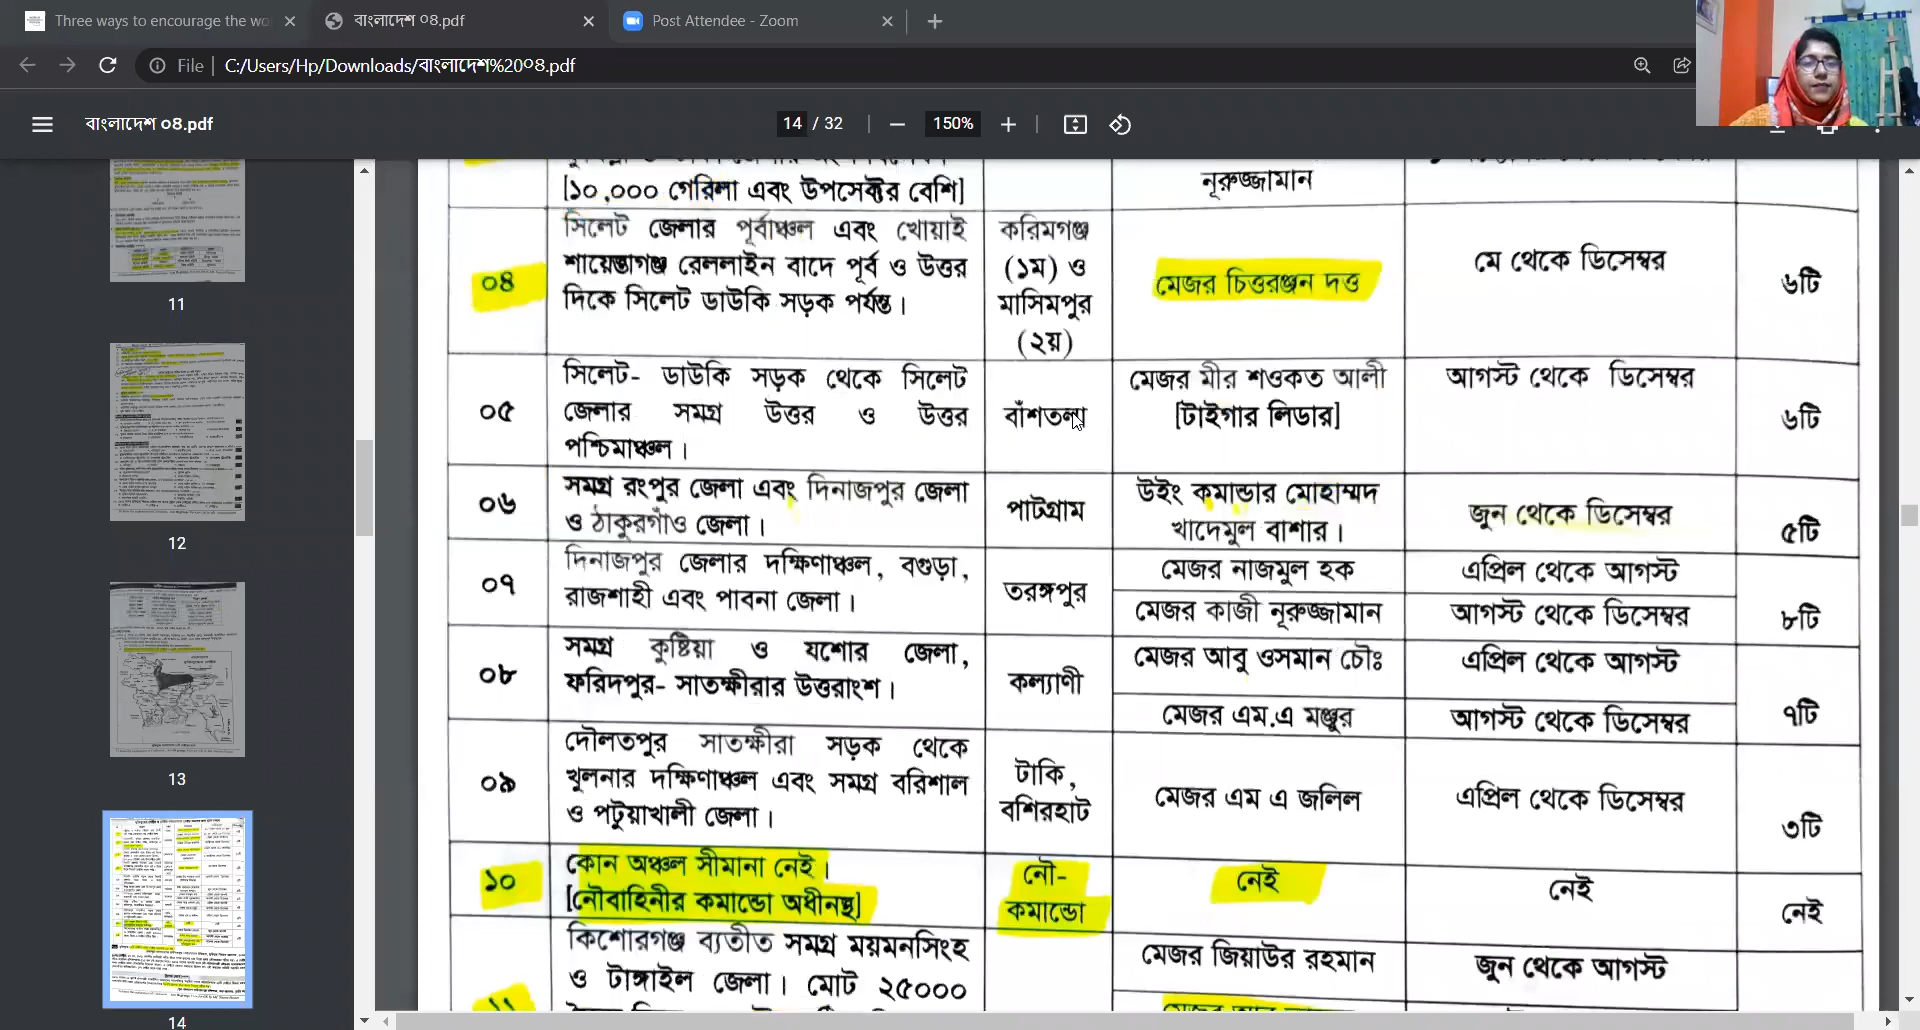 Three ways to encourage the wo
বাংলাদেশ ০৪.pdf
Post Attendee - Zoom
File
C:/Users/Hp/Downloads/বাংলাদেশ%20০৪.pdf
বাংলাদেশ ০৪.pdf
14 / 32
150%
11
12
13
14
[১০,০০০ গেরিলা এবং উপসেক্টর বেশি]
নূরুজ্জামান
০৪
সিলেট জেলার পূর্বাঞ্চল এবং খোয়াই
শায়েস্তাগঞ্জ রেললাইন বাদে পূর্ব ও উত্তর
দিকে সিলেট ডাউকি সড়ক পর্যন্ত।
করিমগঞ্জ
(১ম) ও
মাসিমপুর
(২য়)
মেজর চিত্তরঞ্জন দত্ত
মে থেকে ডিসেম্বর
৬টি
০৫
সিলেট- ডাউকি সড়ক থেকে সিলেট
জেলার সমগ্র উত্তর ও উত্তর
পশ্চিমাঞ্চল।
বাঁশতলা
মেজর মীর শওকত আলী
[টাইগার লিডার]
আগস্ট থেকে ডিসেম্বর
৬টি
০৬
সমগ্র রংপুর জেলা এবং দিনাজপুর জেলা
ও ঠাকুরগাঁও জেলা।
পাটগ্রাম
উইং কমান্ডার মোহাম্মদ
খাদেমুল বাশার।
জুন থেকে ডিসেম্বর
৫টি
০৭
দিনাজপুর জেলার দক্ষিণাঞ্চল, বগুড়া,
রাজশাহী এবং পাবনা জেলা।
তরঙ্গপুর
মেজর নাজমুল হক
এপ্রিল থেকে আগস্ট
মেজর কাজী নূরুজ্জামান
আগস্ট থেকে ডিসেম্বর
৮টি
০৮
সমগ্র কুষ্টিয়া ও যশোর জেলা,
ফরিদপুর- সাতক্ষীরার উত্তরাংশ।
কল্যাণী
মেজর আবু ওসমান চৌঃ
এপ্রিল থেকে আগস্ট
মেজর এম.এ মঞ্জুর
আগস্ট থেকে ডিসেম্বর
৭টি
০৯
দৌলতপুর সাতক্ষীরা সড়ক থেকে
খুলনার দক্ষিণাঞ্চল এবং সমগ্র বরিশাল
ও পটুয়াখালী জেলা।
টাকি,
বশিরহাট
মেজর এম এ জলিল
এপ্রিল থেকে ডিসেম্বর
৩টি
১০
কোন অঞ্চল সীমানা নেই।
[নৌবাহিনীর কমান্ডো অধীনস্থ]
নৌ-
কমান্ডো
নেই
নেই
নেই
১১
কিশোরগঞ্জ ব্যতীত সমগ্র ময়মনসিংহ
ও টাঙ্গাইল জেলা। মোট ২৫০০০
মেজর জিয়াউর রহমান
জুন থেকে আগস্ট